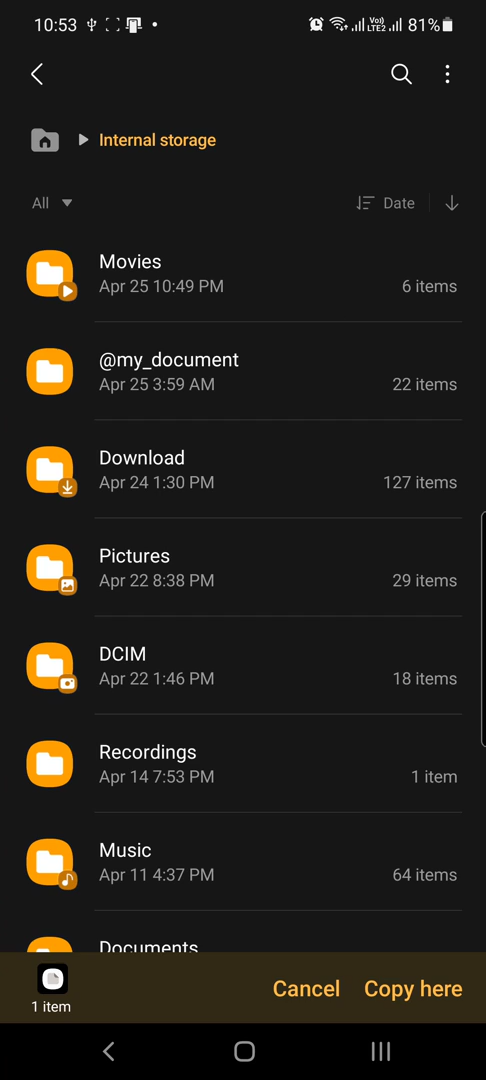 10:53
Vo)) LTE2 81%
Internal storage
All Date
Movies
Apr 25 10:49 PM 6 items
@my_document
Apr 25 3:59 AM 22 items
Download
Apr 24 1:30 PM 127 items
Pictures
Apr 22 8:38 PM 29 items
DCIM
Apr 22 1:46 PM 18 items
Recordings
Apr 14 7:53 PM 1 item
Music
Apr 11 4:37 PM 64 items
Documents
1 item
Cancel Copy here